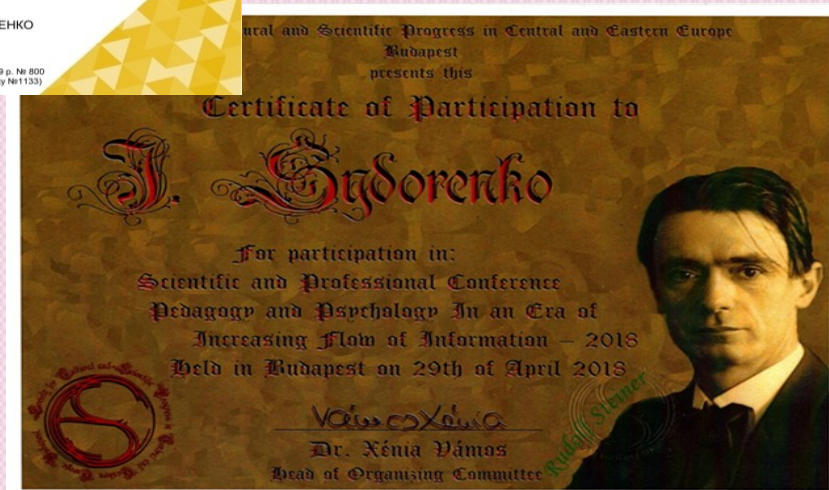 ЕНКО
9 р. № 800
у №1133)
ural and Scientific Progress in Central and Eastern Europe
Budapest
presents this
Certificate of Participation to
J. Sydorenko
For participation in:
Scientific and Professional Conference
Pedagogy and Psychology In an Era of
Increasing Flow of Information – 2018
Held in Budapest on 29th of April 2018
Vámos Xénia
Dr. Xénia Vámos
Head of Organizing Committee
Rudolf Steiner